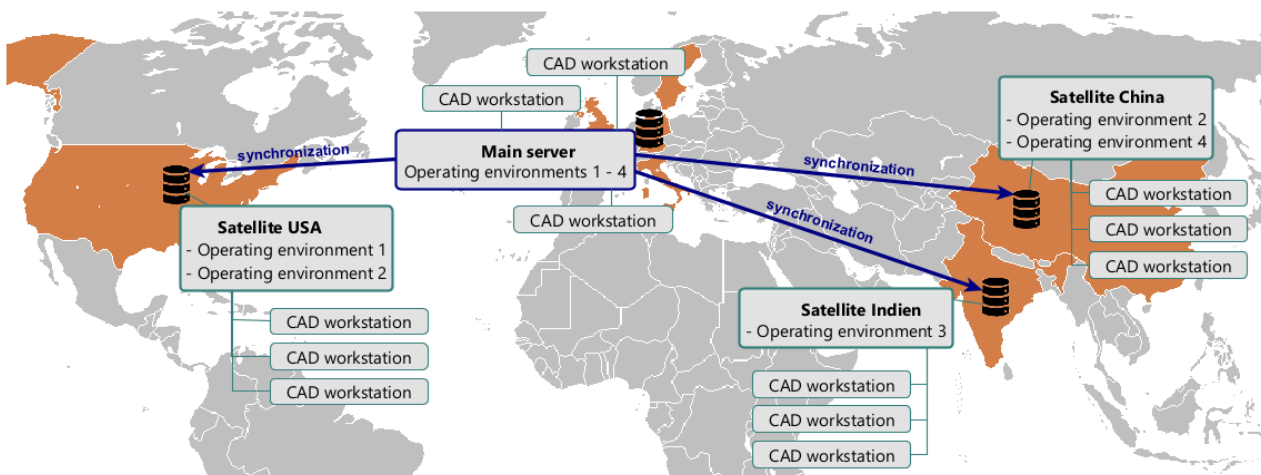 CAD workstation
CAD workstation
Main server
Operating environments 1 - 4
CAD workstation
synchronization
synchronization
synchronization
Satellite USA
- Operating environment 1
- Operating environment 2
CAD workstation
CAD workstation
CAD workstation
Satellite China
- Operating environment 2
- Operating environment 4
CAD workstation
CAD workstation
CAD workstation
Satellite Indien
- Operating environment 3
CAD workstation
CAD workstation
CAD workstation